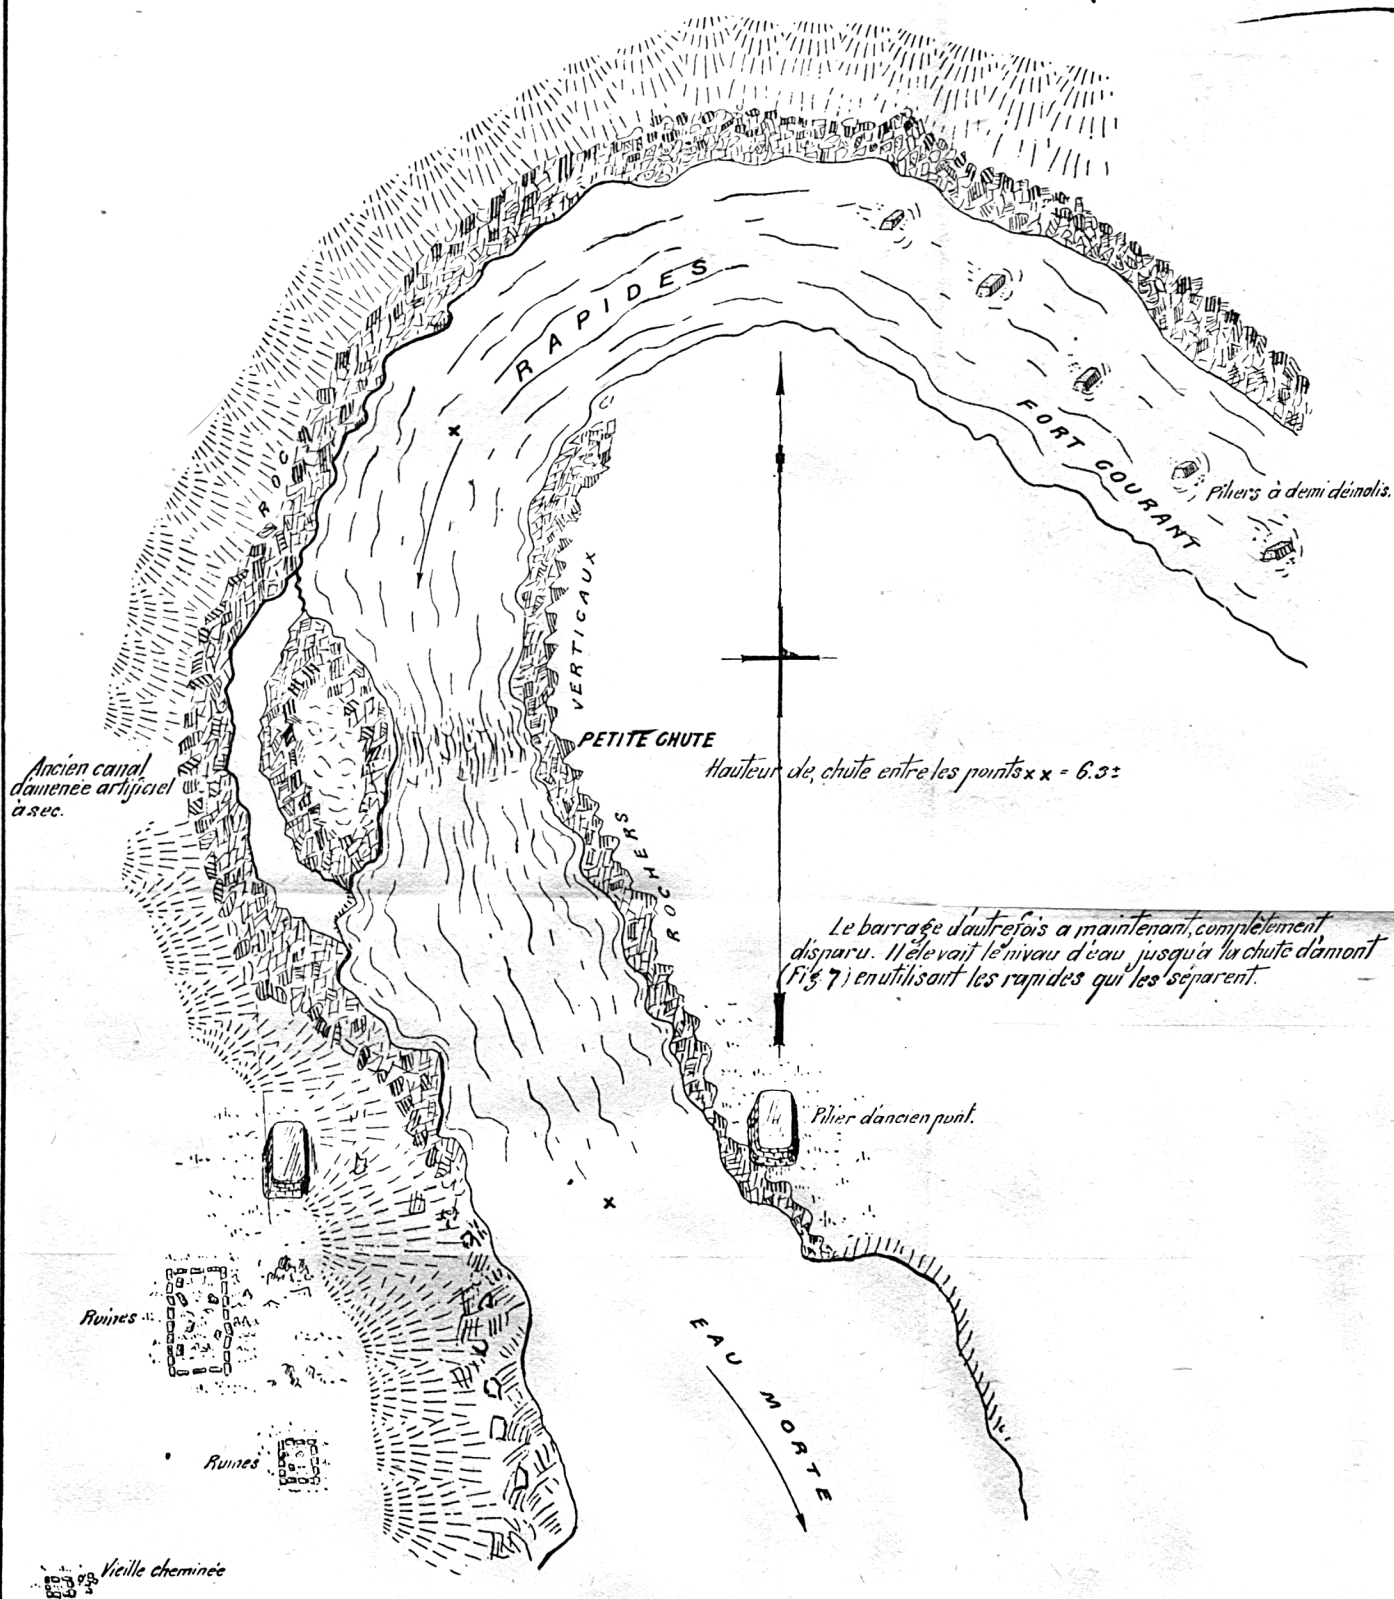 RAPIDES
FORT COURANT
Piliers à demi démolis.
ROC
VERTICAUX
PETITE CHUTE
Hauteur de chute entre les points x x = 6.3±
Ancien canal
d'amenée artificiel
à sec.
ROCHERS
Le barrage d'autrefois a maintenant, complètement
disparu. Il élevait le nivau d'eau jusqu'à la chute d'amont
(Fig 7) en utilisant les rapides qui les séparent.
Pilier d'ancien pont.
x
x
Ruines
EAU MORTE
Ruines
Vieille cheminée